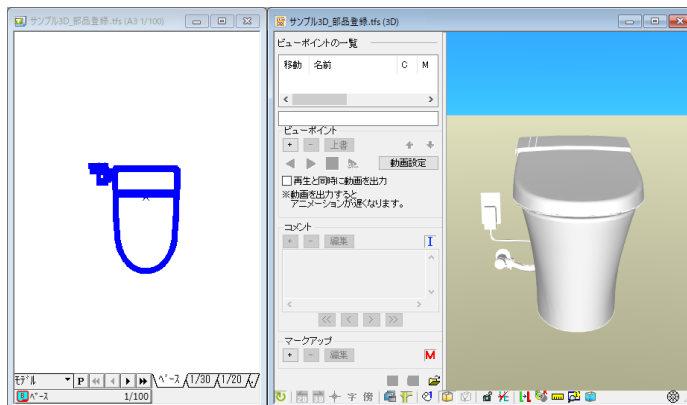 サンプル3D_部品登録.tfs (A3 1/100)
サンプル3D_部品登録.tfs (3D)
ビューポイントの一覧
移動 名前 C M
ビューポイント
+ - 上書
動画設定
再生と同時に動画を出力
※動画を出力すると
アニメーションが遅くなります。
コメント
+ - 編集 I
<< < > >>
マークアップ
+ - 編集 M
モデル P ベース 1/30 1/20
ベース 1/100
字 傍